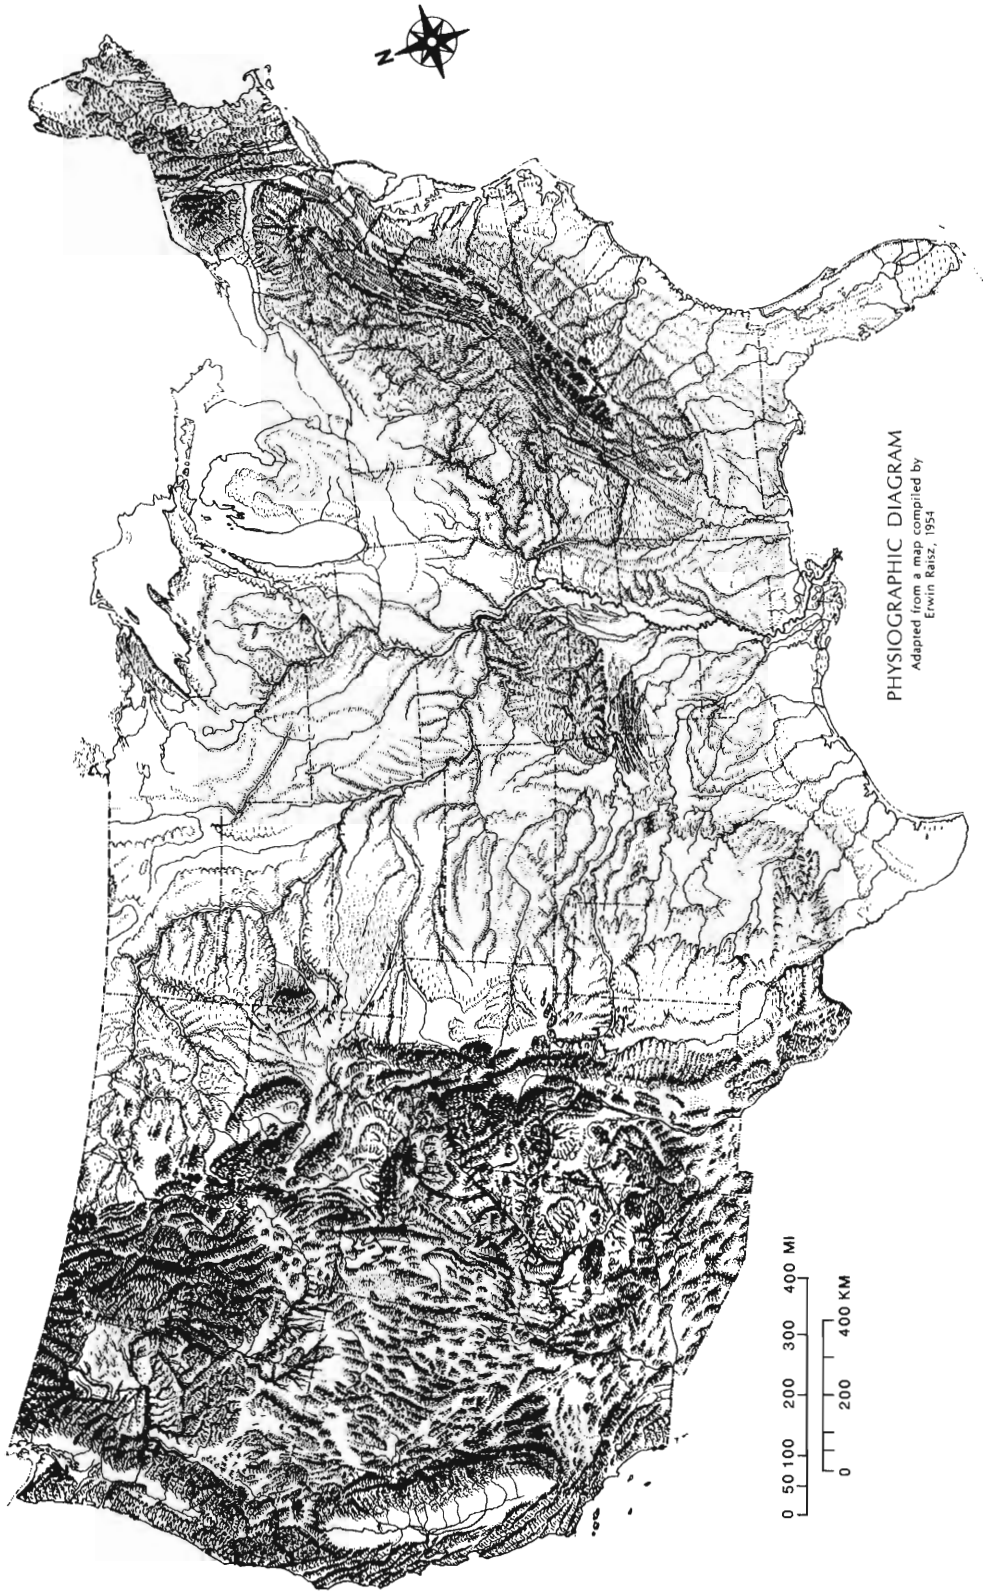 N
PHYSIOGRAPHIC DIAGRAM
Adapted from a map compiled by
Erwin Raisz, 1954
0 50 100 200 300 400 MI
0 200 400 KM